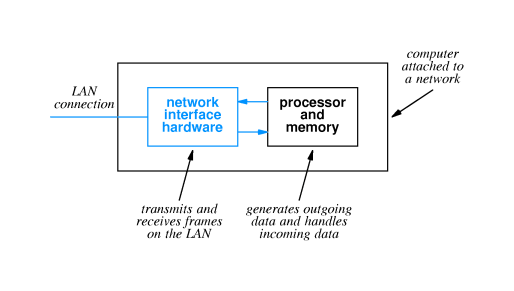 computer
attached to
a network
LAN
connection
network
interface
hardware
processor
and
memory
transmits and
receives frames
on the LAN
generates outgoing
data and handles
incoming data